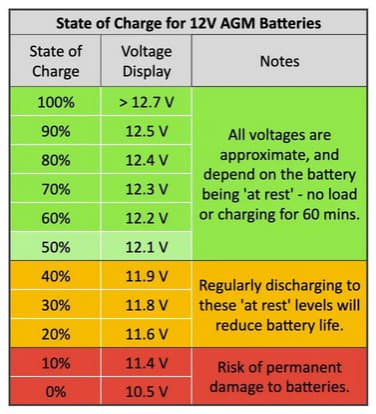 State of Charge for 12V AGM Batteries
State of Charge
Voltage Display
Notes
100% > 12.7 V
90% 12.5 V
80% 12.4 V
70% 12.3 V
60% 12.2 V
50% 12.1 V
All voltages are
approximate, and
depend on the battery
being 'at rest' - no load
or charging for 60 mins.
40% 11.9 V
30% 11.8 V
20% 11.6 V
Regularly discharging to
these 'at rest' levels will
reduce battery life.
10% 11.4 V
0% 10.5 V
Risk of permanent
damage to batteries.